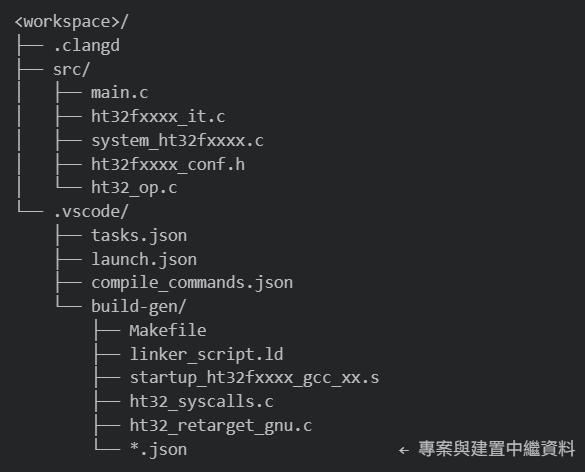 <workspace>/
├── .clangd
├── src/
│   ├── main.c
│   ├── ht32fxxxx_it.c
│   ├── system_ht32fxxxx.c
│   ├── ht32fxxxx_conf.h
│   └── ht32_op.c
└── .vscode/
    ├── tasks.json
    ├── launch.json
    ├── compile_commands.json
    └── build-gen/
        ├── Makefile
        ├── linker_script.ld
        ├── startup_ht32fxxxx_gcc_xx.s
        ├── ht32_syscalls.c
        ├── ht32_retarget_gnu.c
        └── *.json                      ← 專案與建置中繼資料